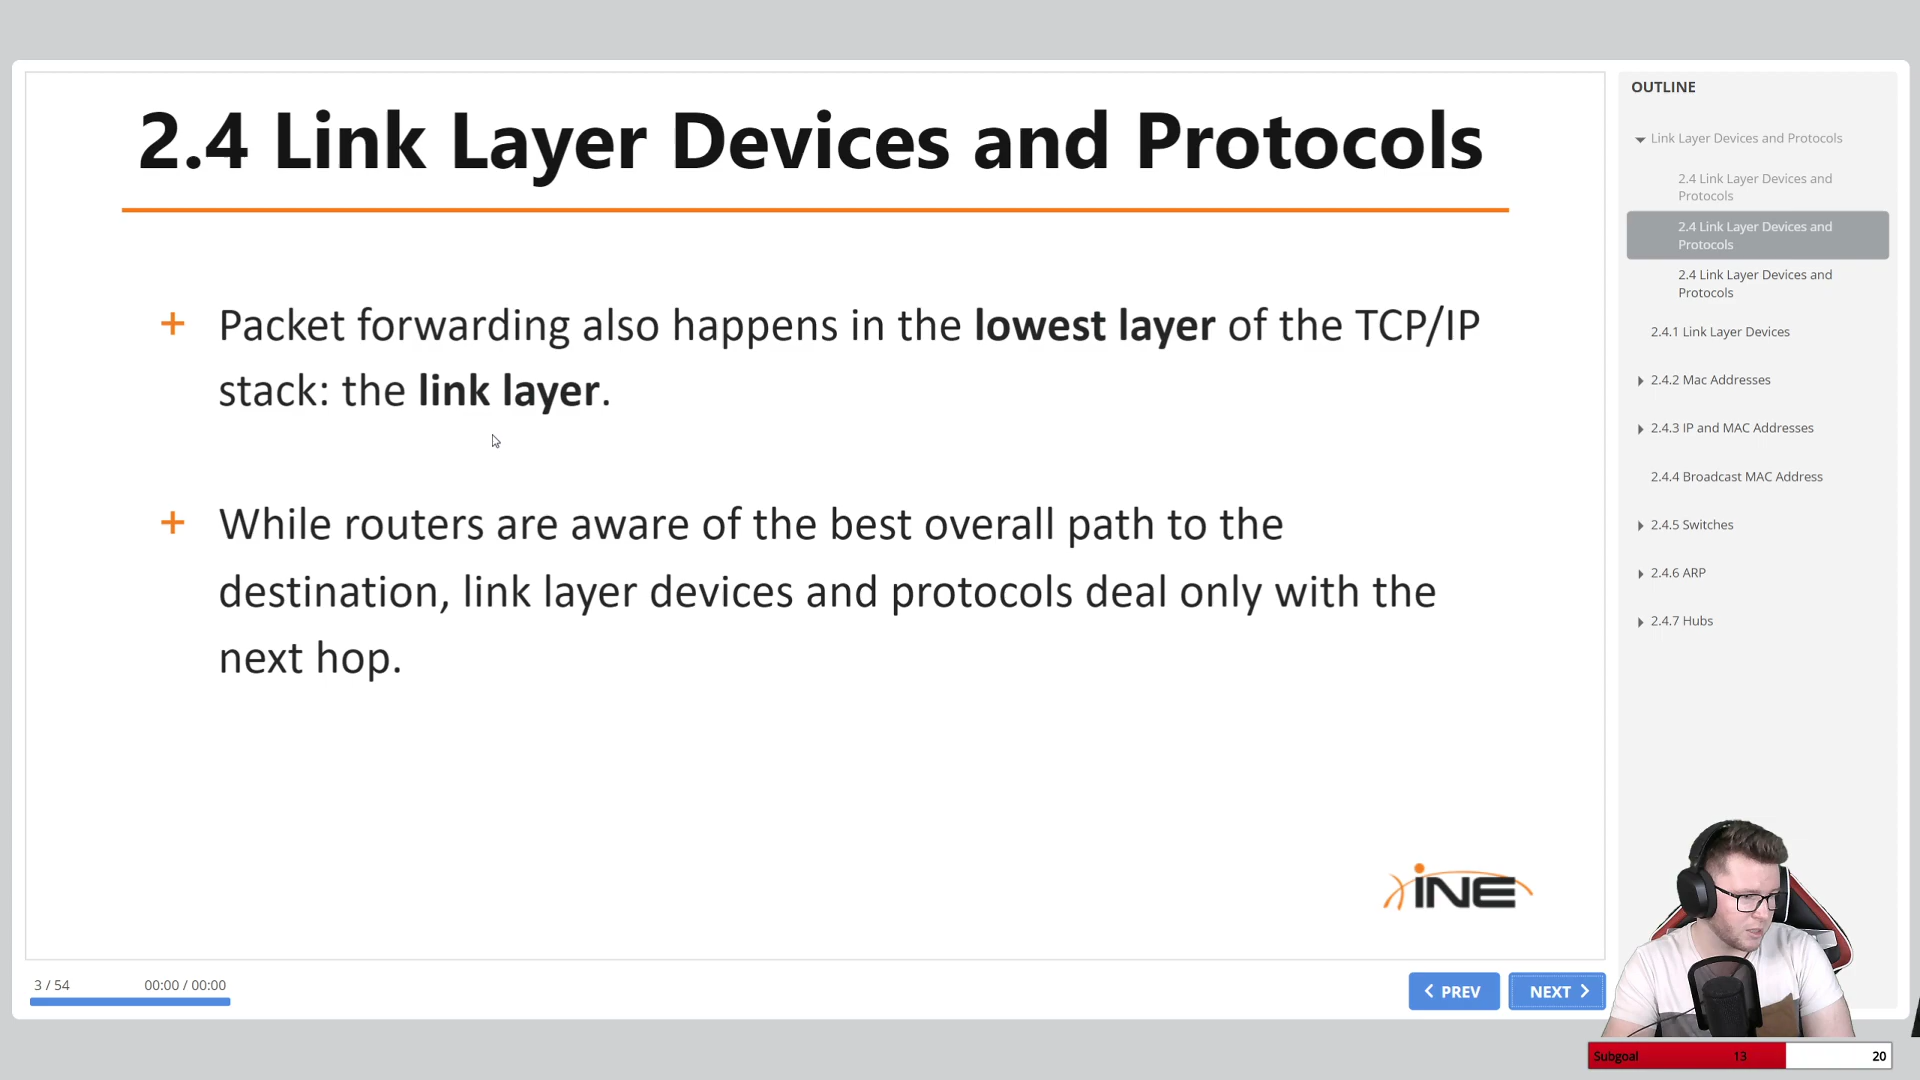 2.4 Link Layer Devices and Protocols
+ Packet forwarding also happens in the lowest layer of the TCP/IP
stack: the link layer.
+ While routers are aware of the best overall path to the
destination, link layer devices and protocols deal only with the
next hop.
INE
3 / 54
00:00 / 00:00
PREV
NEXT
OUTLINE
Link Layer Devices and Protocols
2.4 Link Layer Devices and
Protocols
2.4 Link Layer Devices and
Protocols
2.4 Link Layer Devices and
Protocols
2.4.1 Link Layer Devices
2.4.2 Mac Addresses
2.4.3 IP and MAC Addresses
2.4.4 Broadcast MAC Address
2.4.5 Switches
2.4.6 ARP
2.4.7 Hubs
Subgoal 13 20